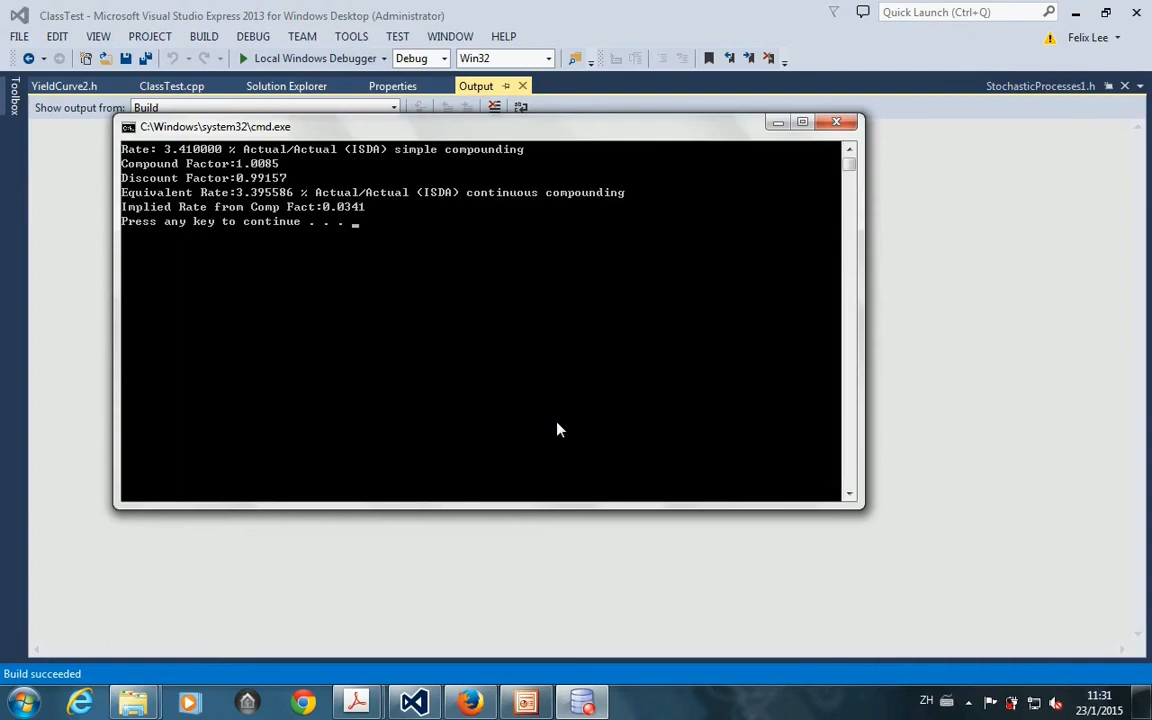 ClassTest - Microsoft Visual Studio Express 2013 for Windows Desktop (Administrator)
Quick Launch (Ctrl+Q)
FILE EDIT VIEW PROJECT BUILD DEBUG TEAM TOOLS TEST WINDOW HELP
Felix Lee
Local Windows Debugger Debug Win32
Toolbox
YieldCurve2.h ClassTest.cpp Solution Explorer Properties Output StochasticProcesses1.h
Show output from: Build
C:\Windows\system32\cmd.exe
Rate: 3.410000 % Actual/Actual (ISDA) simple compounding
Compound Factor:1.0085
Discount Factor:0.99157
Equivalent Rate:3.395586 % Actual/Actual (ISDA) continuous compounding
Implied Rate from Comp Fact:0.0341
Press any key to continue . . . _
Build succeeded
ZH
11:31
23/1/2015